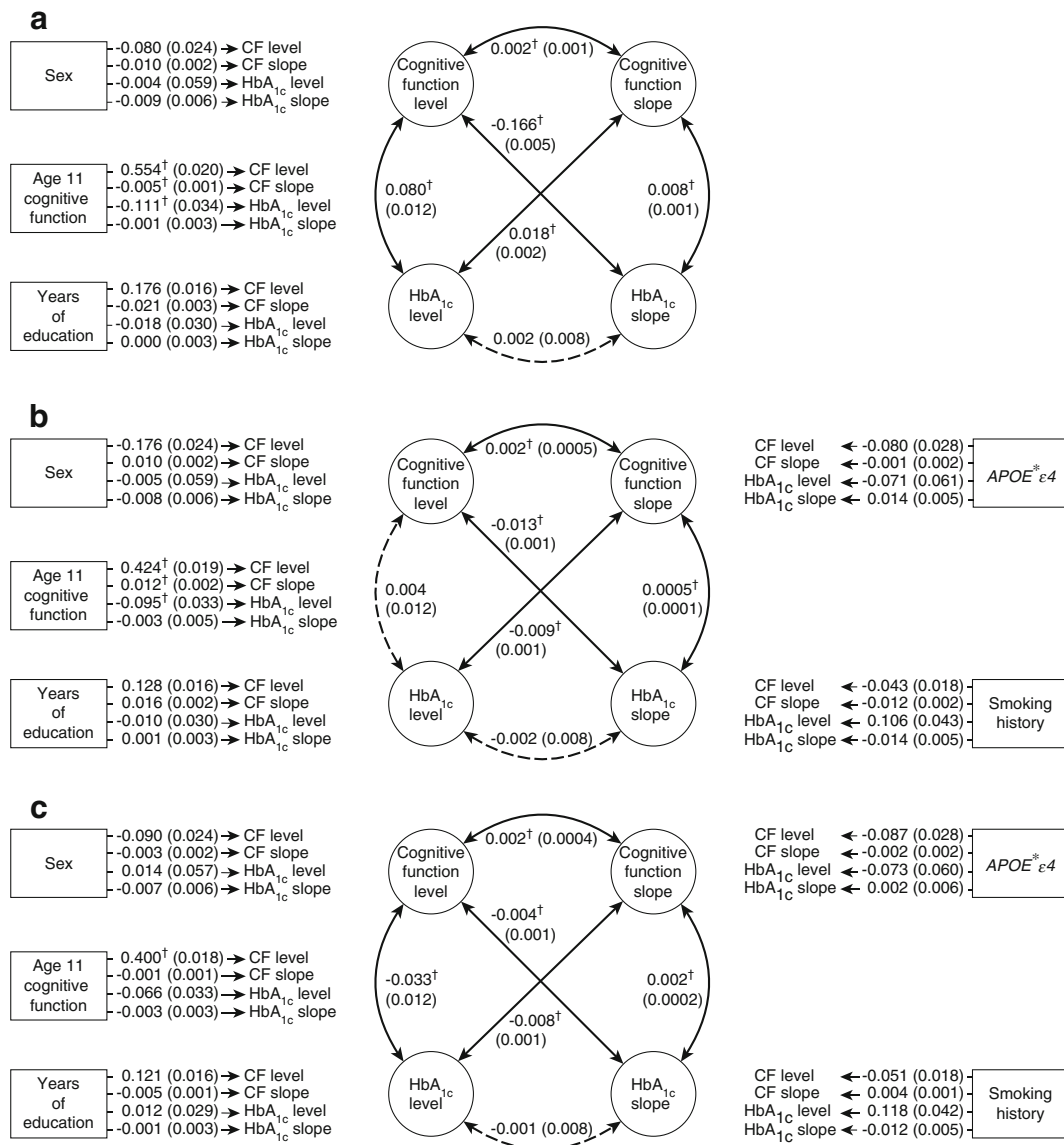 a
Sex
-0.080 (0.024) CF level
-0.010 (0.002) CF slope
-0.004 (0.059) HbA1c level
-0.009 (0.006) HbA1c slope
Age 11
cognitive
function
0.554† (0.020) CF level
-0.005† (0.001) CF slope
-0.111† (0.034) HbA1c level
-0.001 (0.003) HbA1c slope
Years
of
education
0.176 (0.016) CF level
-0.021 (0.003) CF slope
-0.018 (0.030) HbA1c level
0.000 (0.003) HbA1c slope
0.002† (0.001)
Cognitive
function
level
Cognitive
function
slope
-0.166†
(0.005)
0.080†
(0.012)
0.008†
(0.001)
0.018†
(0.002)
HbA1c
level
HbA1c
slope
0.002 (0.008)
b
Sex
-0.176 (0.024) CF level
0.010 (0.002) CF slope
-0.005 (0.059) HbA1c level
-0.008 (0.006) HbA1c slope
Age 11
cognitive
function
0.424† (0.019) CF level
0.012† (0.002) CF slope
-0.095† (0.033) HbA1c level
-0.003 (0.005) HbA1c slope
Years
of
education
0.128 (0.016) CF level
0.016 (0.002) CF slope
-0.010 (0.030) HbA1c level
0.001 (0.003) HbA1c slope
0.002† (0.0005)
Cognitive
function
level
Cognitive
function
slope
-0.013†
(0.001)
0.004
(0.012)
0.0005†
(0.0001)
-0.009†
(0.001)
HbA1c
level
HbA1c
slope
-0.002 (0.008)
CF level -0.080 (0.028)
CF slope -0.001 (0.002)
HbA1c level -0.071 (0.061)
HbA1c slope 0.014 (0.005)
APOE*ε4
CF level -0.043 (0.018)
CF slope -0.012 (0.002)
HbA1c level 0.106 (0.043)
HbA1c slope -0.014 (0.005)
Smoking
history
c
Sex
-0.090 (0.024) CF level
-0.003 (0.002) CF slope
0.014 (0.057) HbA1c level
-0.007 (0.006) HbA1c slope
Age 11
cognitive
function
0.400† (0.018) CF level
-0.001 (0.001) CF slope
-0.066 (0.033) HbA1c level
-0.003 (0.003) HbA1c slope
Years
of
education
0.121 (0.016) CF level
-0.005 (0.001) CF slope
0.012 (0.029) HbA1c level
-0.001 (0.003) HbA1c slope
0.002† (0.0004)
Cognitive
function
level
Cognitive
function
slope
-0.004†
(0.001)
-0.033†
(0.012)
0.002†
(0.0002)
-0.008†
(0.001)
HbA1c
level
HbA1c
slope
-0.001 (0.008)
CF level -0.087 (0.028)
CF slope -0.002 (0.002)
HbA1c level -0.073 (0.060)
HbA1c slope 0.002 (0.006)
APOE*ε4
CF level -0.051 (0.018)
CF slope 0.004 (0.001)
HbA1c level 0.118 (0.042)
HbA1c slope -0.012 (0.005)
Smoking
history